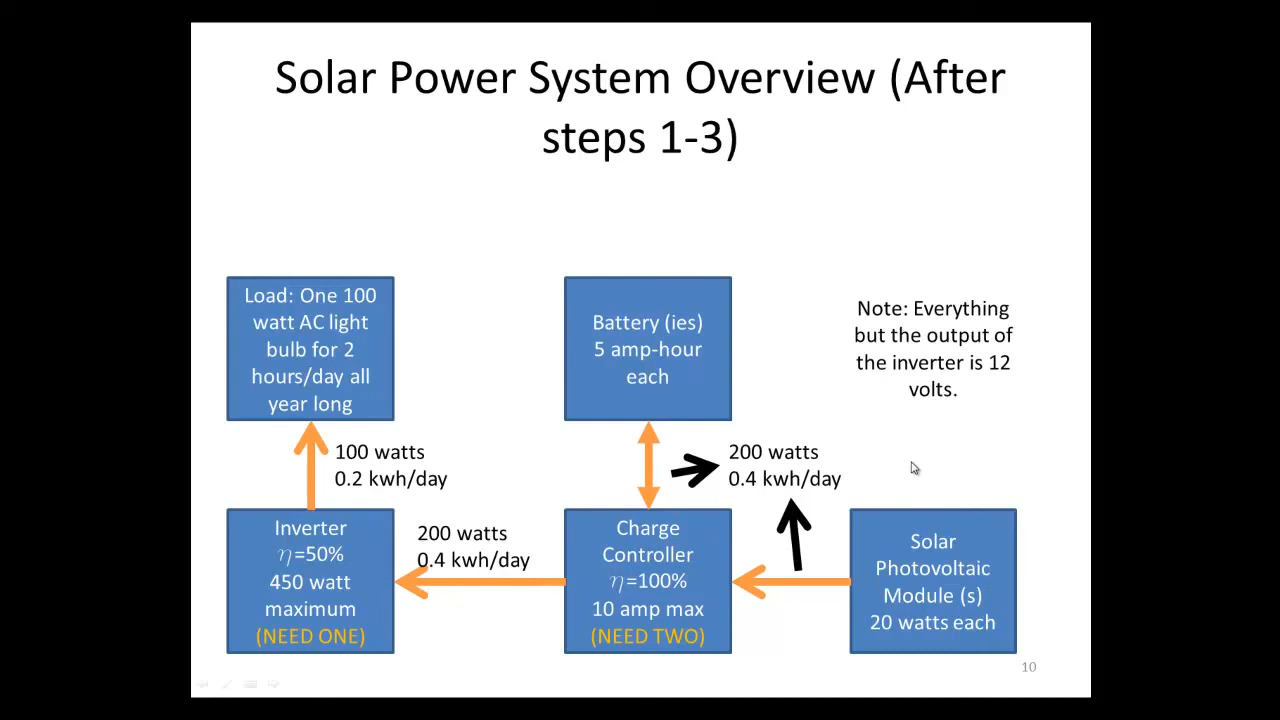 Solar Power System Overview (After
steps 1-3)
Load: One 100
watt AC light
bulb for 2
hours/day all
year long
Battery (ies)
5 amp-hour
each
Note: Everything
but the output of
the inverter is 12
volts.
100 watts
0.2 kwh/day
200 watts
0.4 kwh/day
Inverter
η=50%
450 watt
maximum
(NEED ONE)
200 watts
0.4 kwh/day
Charge
Controller
η=100%
10 amp max
(NEED TWO)
Solar
Photovoltaic
Module (s)
20 watts each
10